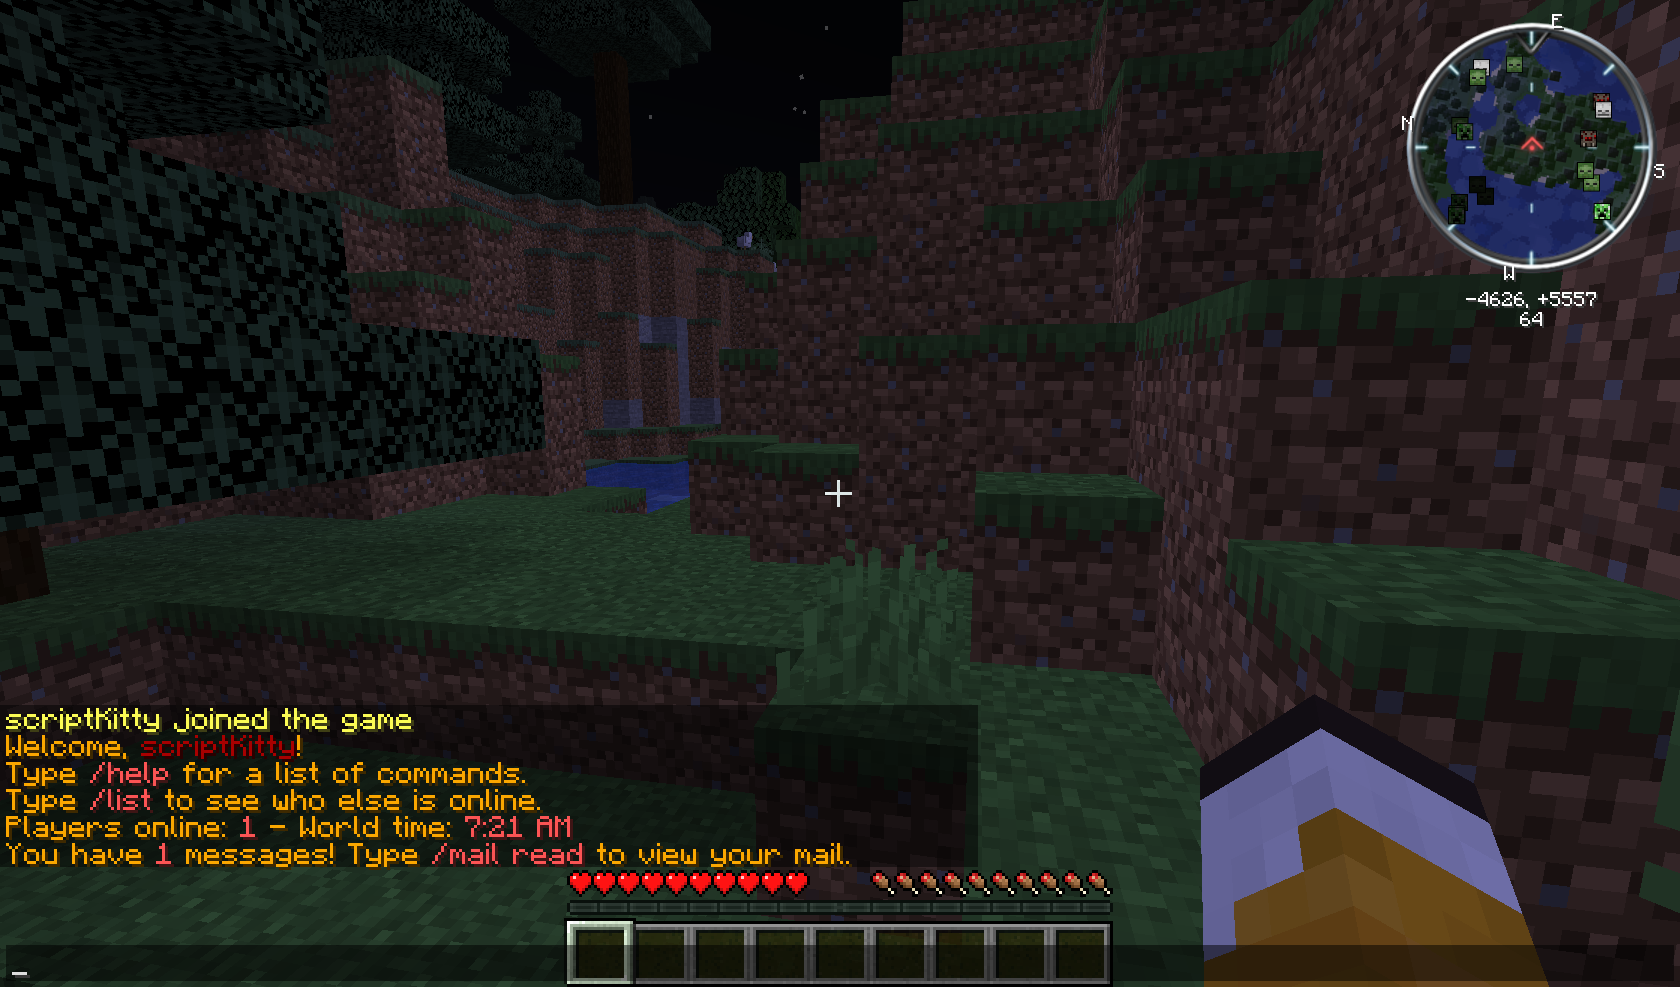 E
N
S
W
-4626, +5557
64
scriptKitty joined the game
Welcome, scriptKitty!
Type /help for a list of commands.
Type /list to see who else is online.
Players online: 1 - World time: 7:21 AM
You have 1 messages! Type /mail read to view your mail.
_